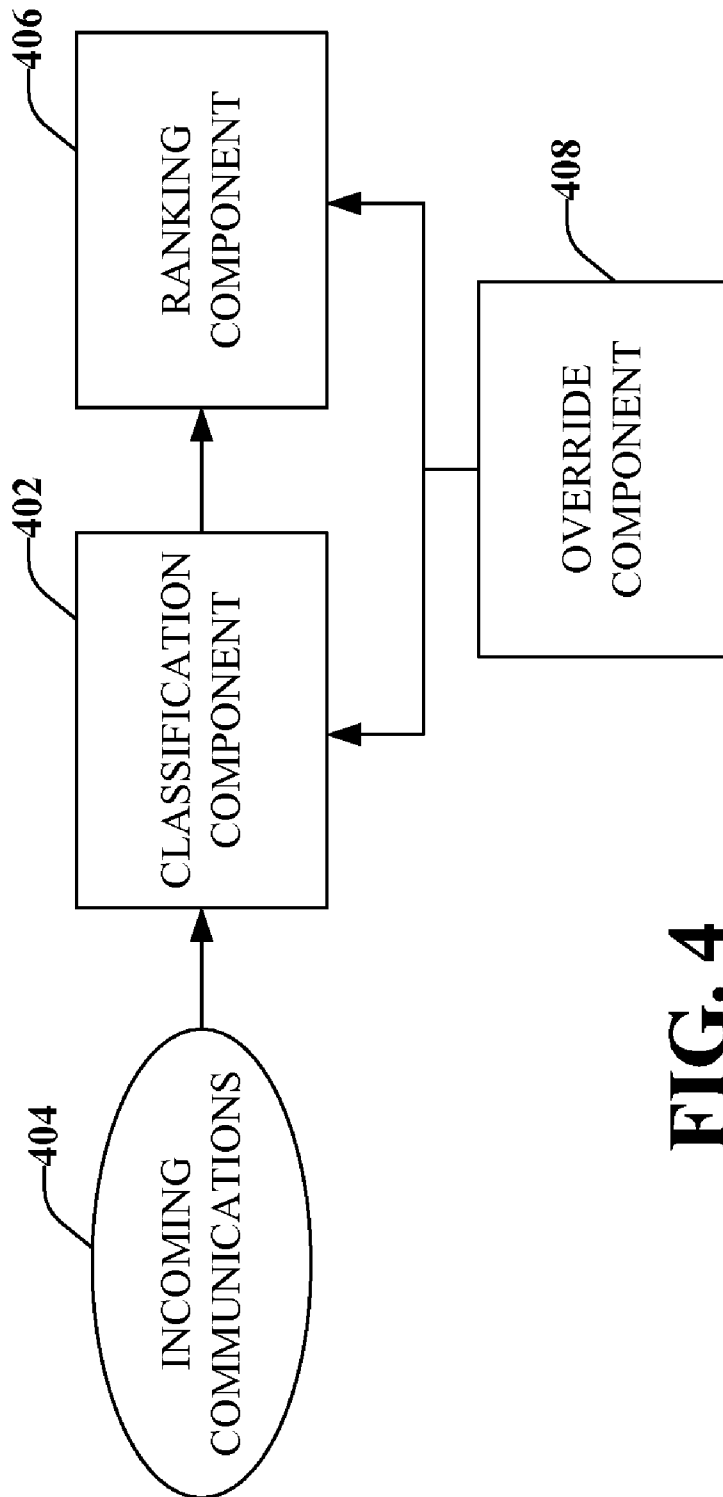 404
INCOMING
COMMUNICATIONS
402
CLASSIFICATION
COMPONENT
406
RANKING
COMPONENT
408
OVERRIDE
COMPONENT
FIG. 4